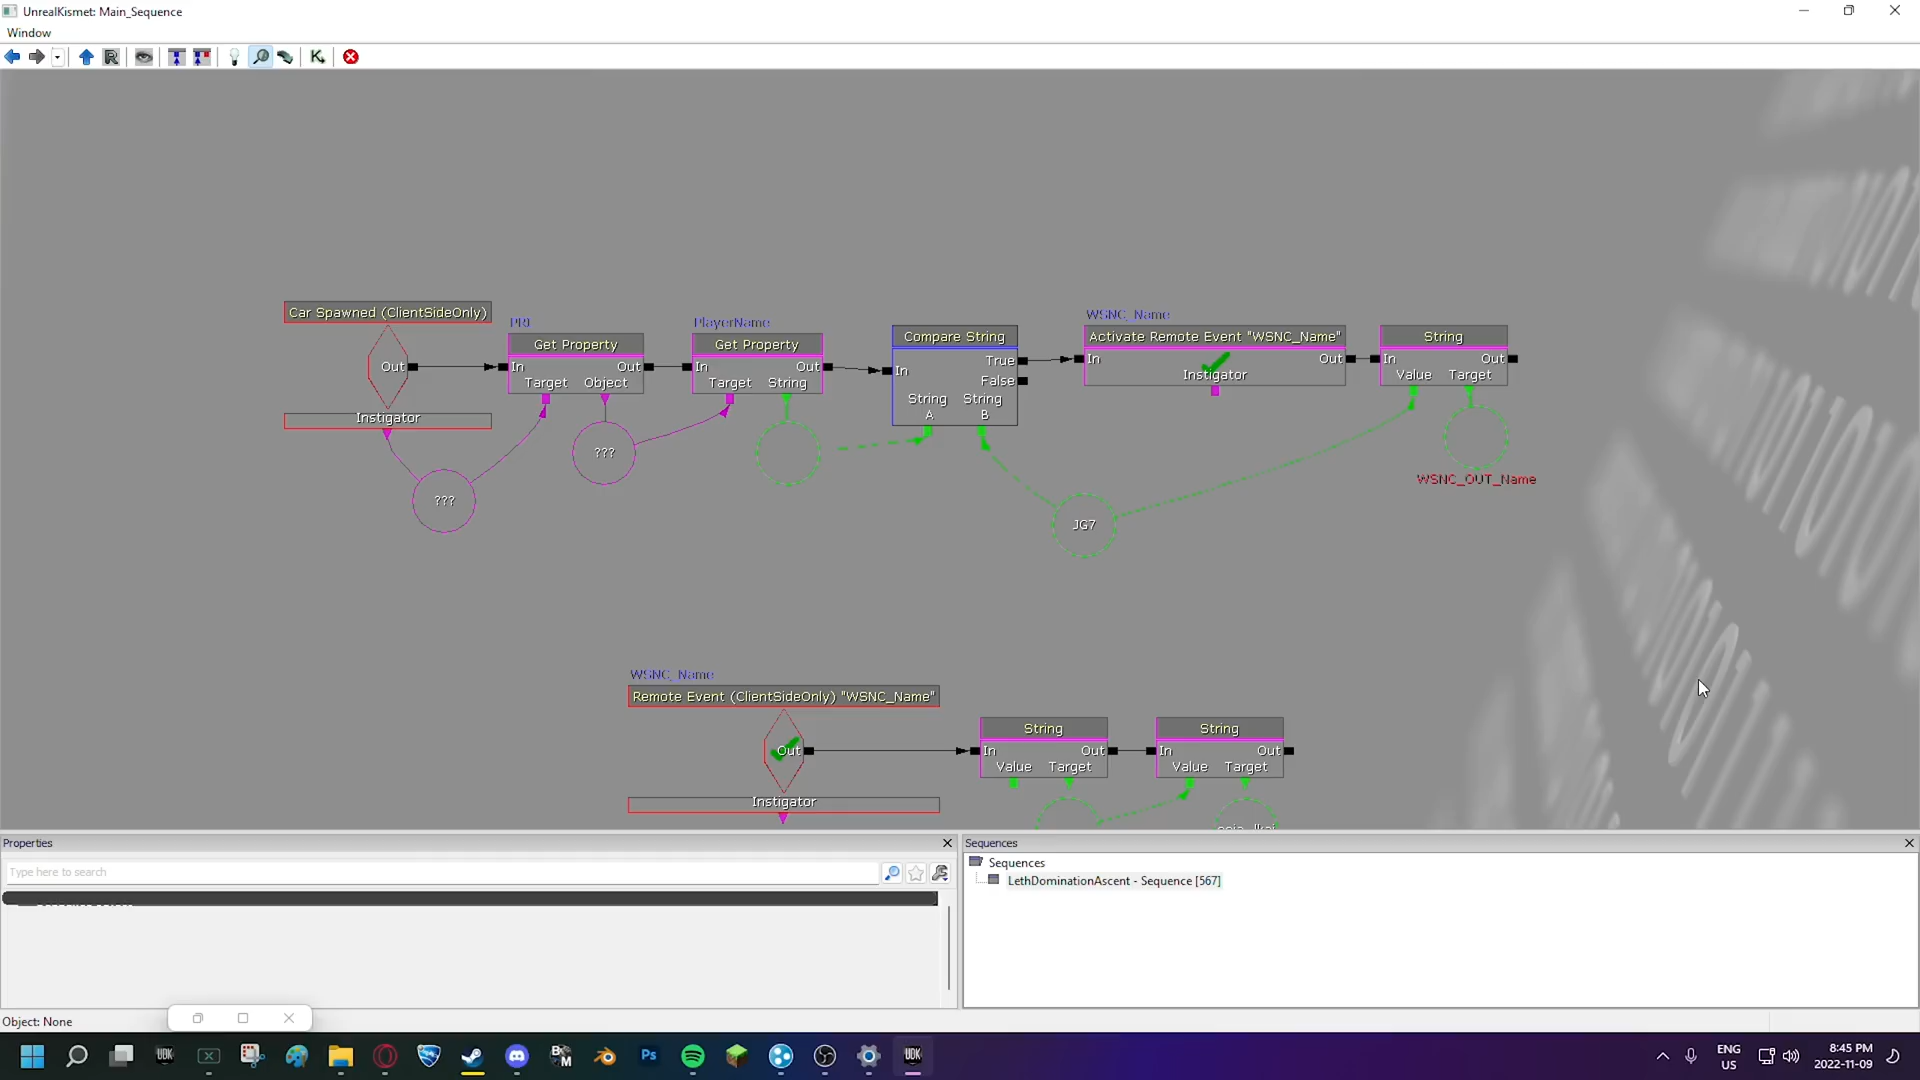 UnrealKismet: Main_Sequence
Window
Car Spawned (ClientSideOnly)
Out
Instigator
???
PRI
Get Property
In Out
Target Object
???
PlayerName
Get Property
In Out
Target String
Compare String
In
True
False
String String
A B
JG7
WSNC_Name
Activate Remote Event "WSNC_Name"
In Out
Instigator
String
In Out
Value Target
WSNC_OUT_Name
WSNC_Name
Remote Event (ClientSideOnly) "WSNC_Name"
Out
Instigator
String
In Out
Value Target
String
In Out
Value Target
Properties
Type here to search
Sequences
Sequences
LethDominationAscent - Sequence [567]
Object: None
UDK
Ps
UDK
ENG
US
8:45 PM
2022-11-09